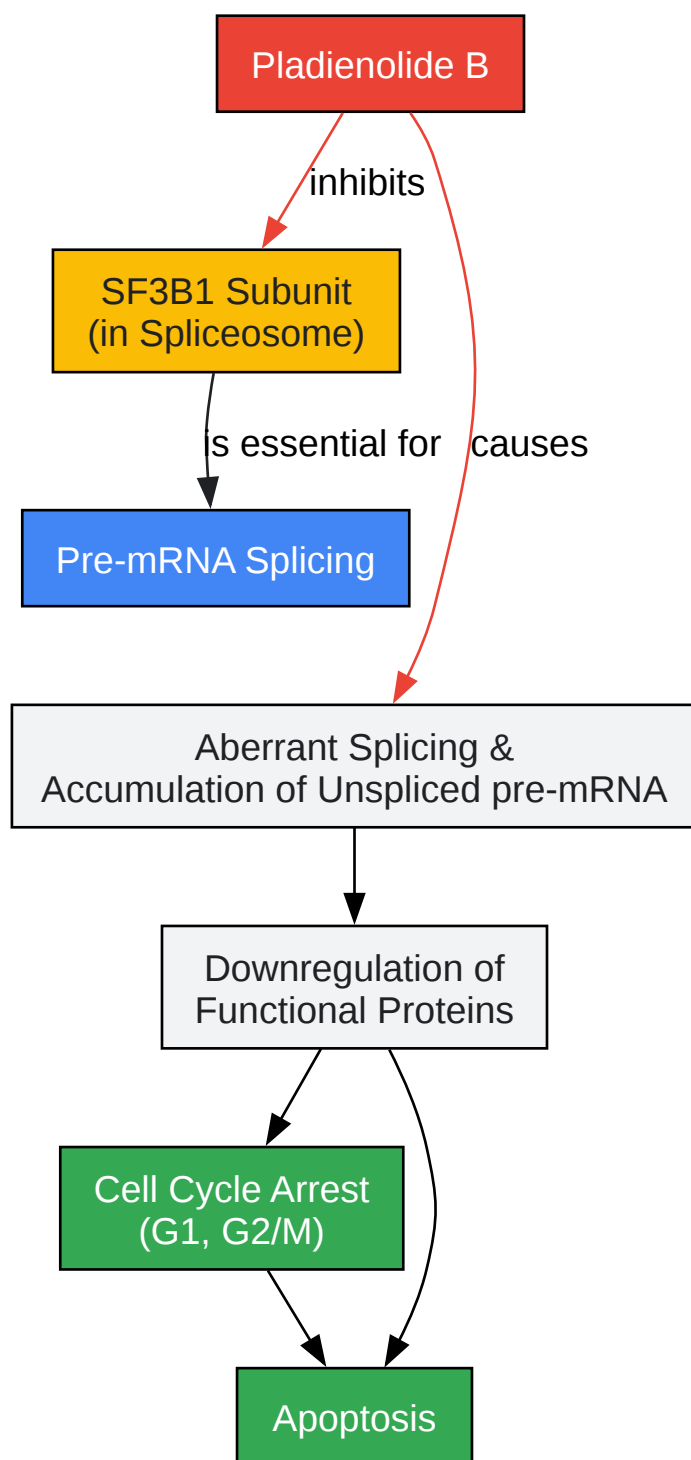 Pladienolide B
inhibits
SF3B1 Subunit
(in Spliceosome)
is essential for
causes
Pre-mRNA Splicing
Aberrant Splicing &
Accumulation of Unspliced pre-mRNA
Downregulation of
Functional Proteins
Cell Cycle Arrest
(G1, G2/M)
Apoptosis